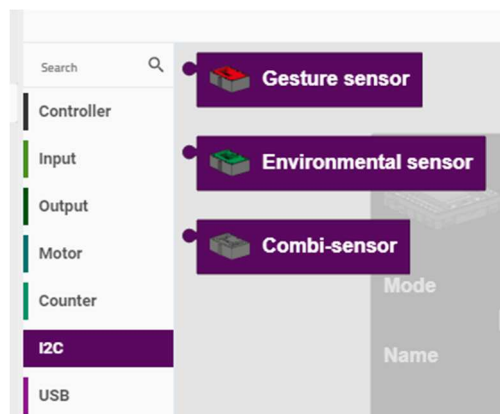 Search
Controller
Input
Output
Motor
Counter
I2C
USB
Gesture sensor
Environmental sensor
Combi-sensor
Mode
Name